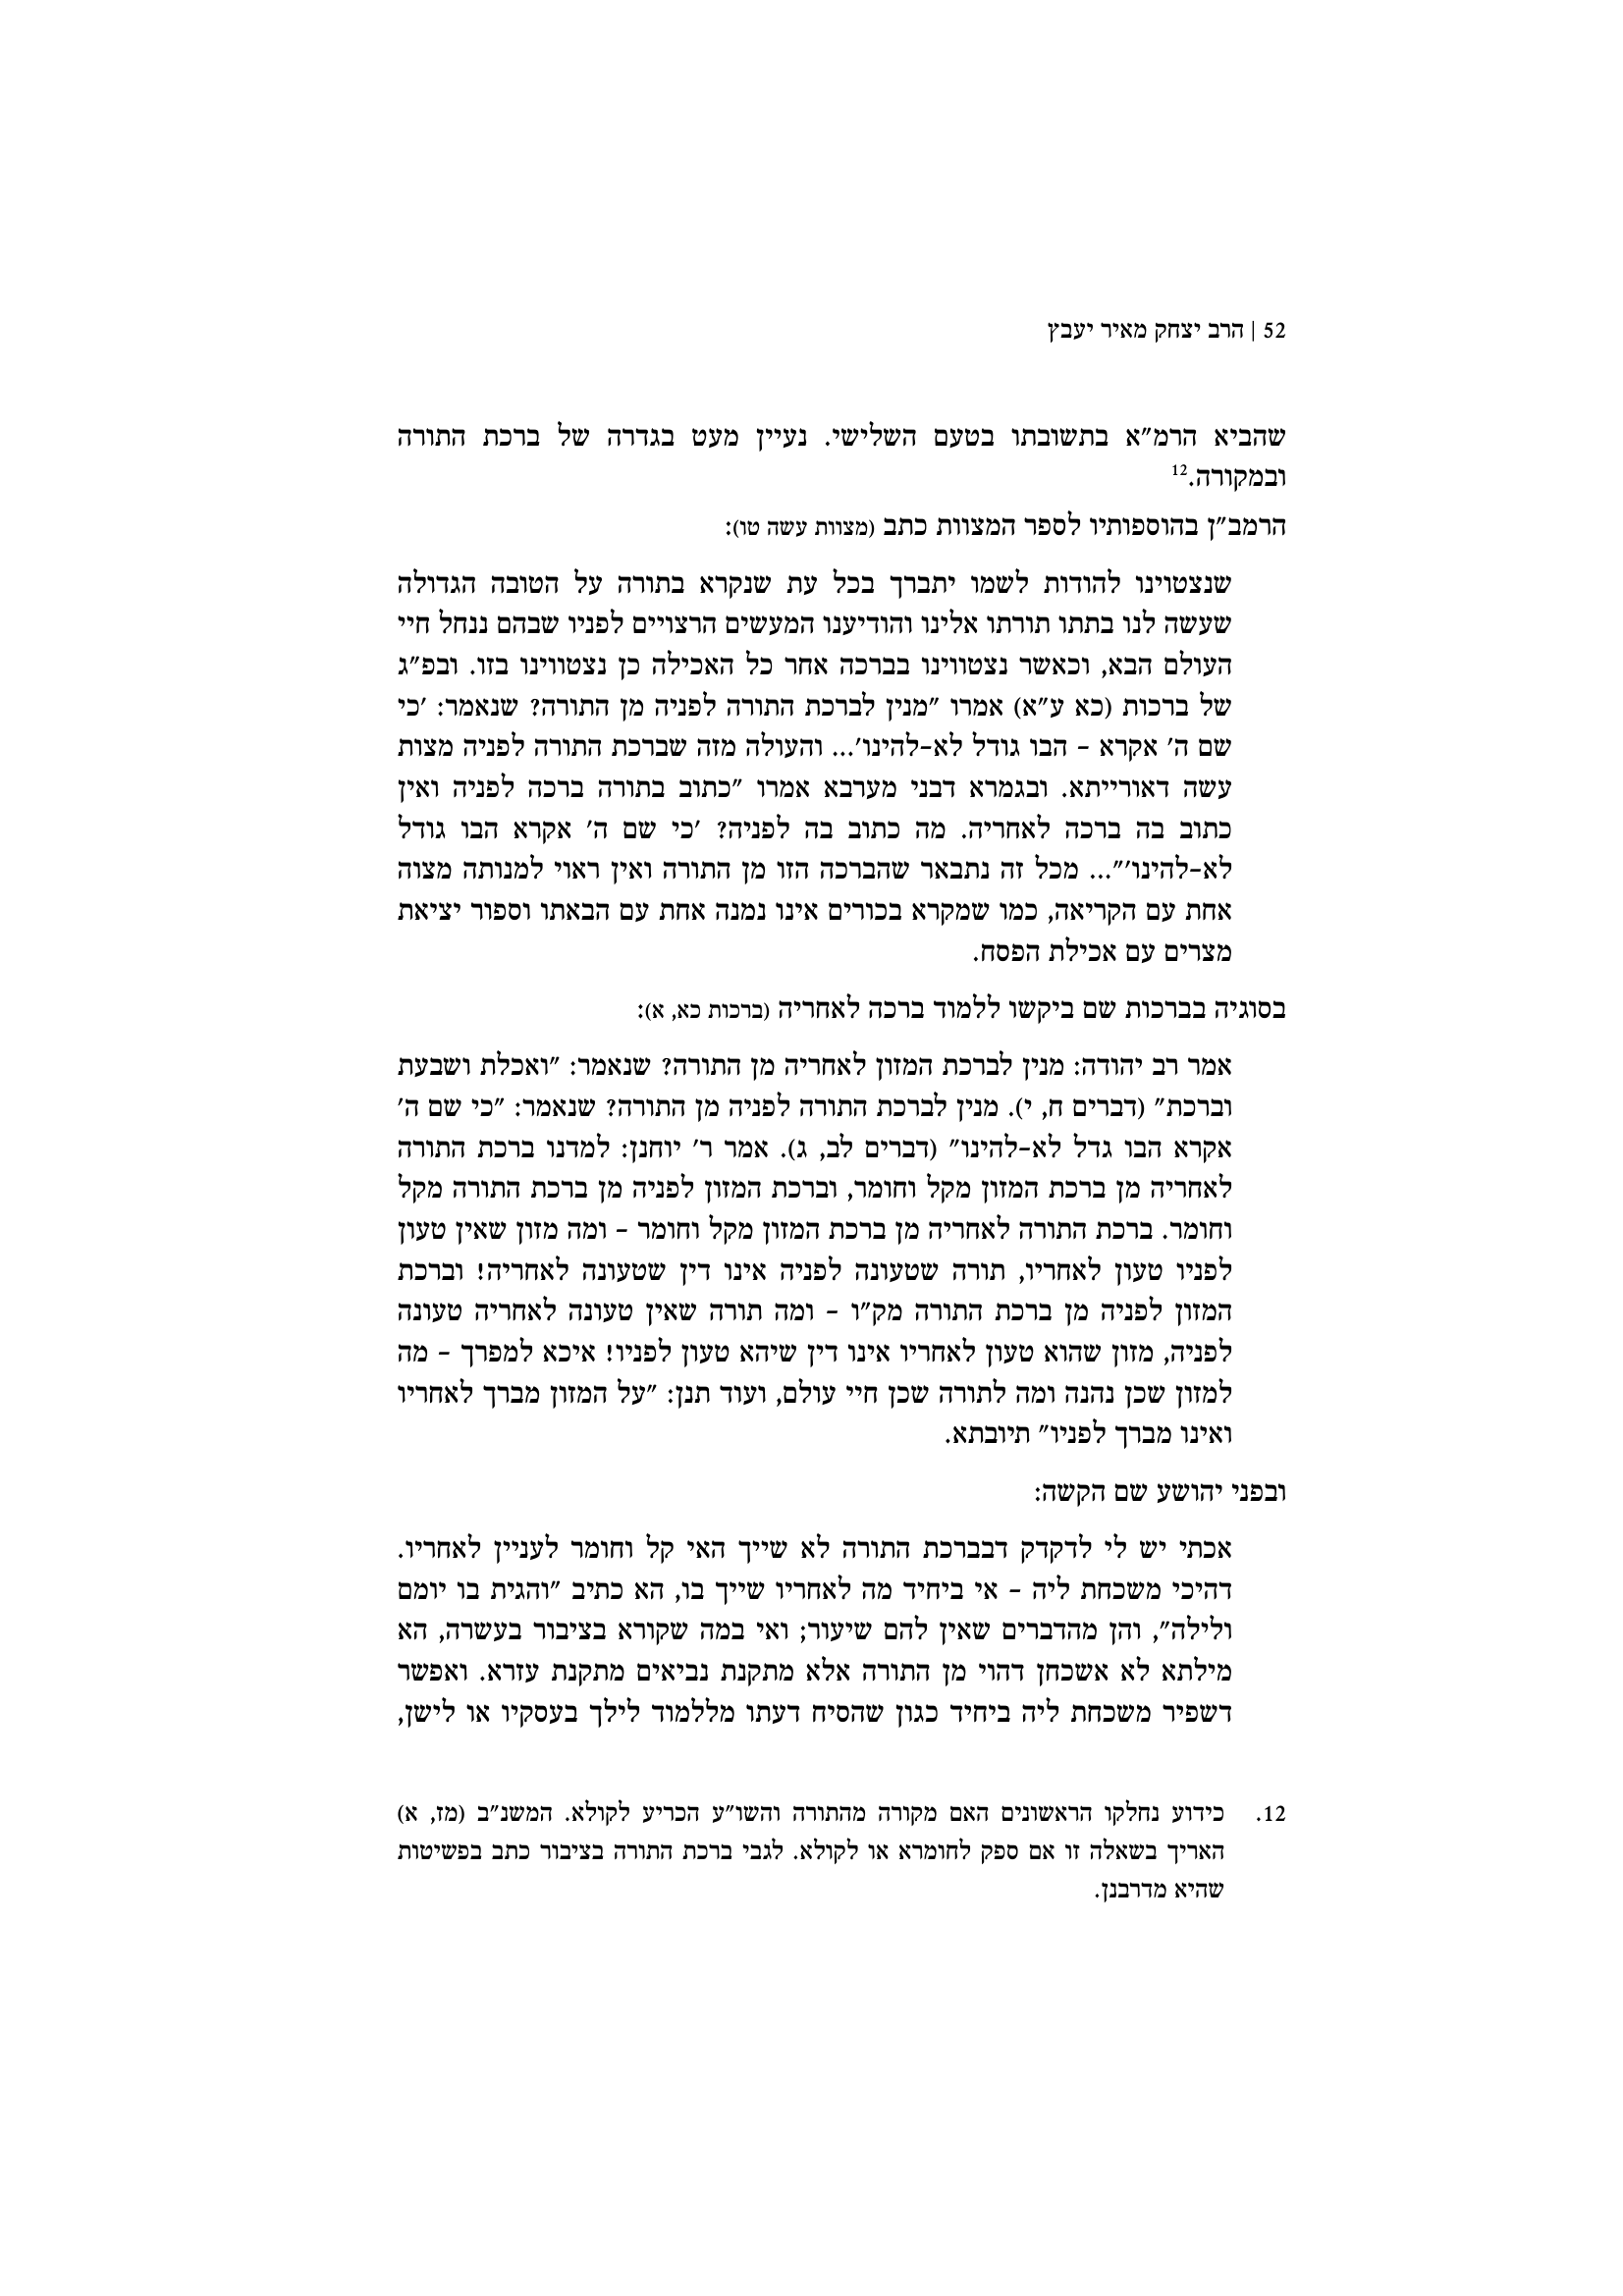 52 | הרב יצחק מאיר יעבץ
שהביא הרמ"א בתשובתו בטעם השלישי. נעיין מעט בגדרה של ברכת התורה
ובמקורה.12
הרמב"ן בהוספותיו לספר המצוות כתב (מצוות עשה טו):
שנצטוינו להודות לשמו יתברך בכל עת שנקרא בתורה על הטובה הגדולה
שעשה לנו בתתו תורתו אלינו והודיענו המעשים הרצויים לפניו שבהם ננחל חיי
העולם הבא, וכאשר נצטווינו בברכה אחר כל האכילה כן נצטווינו בזו. ובפ"ג
של ברכות (כא ע"א) אמרו "מנין לברכת התורה לפניה מן התורה? שנאמר: 'כי
שם ה' אקרא – הבו גודל לא–להינו'... והעולה מזה שברכת התורה לפניה מצות
עשה דאורייתא. ובגמרא דבני מערבא אמרו "כתוב בתורה ברכה לפניה ואין
כתוב בה ברכה לאחריה. מה כתוב בה לפניה? 'כי שם ה' אקרא הבו גודל
לא–להינו'"... מכל זה נתבאר שהברכה הזו מן התורה ואין ראוי למנותה מצוה
אחת עם הקריאה, כמו שמקרא בכורים אינו נמנה אחת עם הבאתו וספור יציאת
מצרים עם אכילת הפסח.
בסוגיה בברכות שם ביקשו ללמוד ברכה לאחריה (ברכות כא, א):
אמר רב יהודה: מנין לברכת המזון לאחריה מן התורה? שנאמר: "ואכלת ושבעת
וברכת" (דברים ח, י). מנין לברכת התורה לפניה מן התורה? שנאמר: "כי שם ה'
אקרא הבו גדל לא–להינו" (דברים לב, ג). אמר ר' יוחנן: למדנו ברכת התורה
לאחריה מן ברכת המזון מקל וחומר, וברכת המזון לפניה מן ברכת התורה מקל
וחומר. ברכת התורה לאחריה מן ברכת המזון מקל וחומר – ומה מזון שאין טעון
לפניו טעון לאחריו, תורה שטעונה לפניה אינו דין שטעונה לאחריה! וברכת
המזון לפניה מן ברכת התורה מק"ו – ומה תורה שאין טעונה לאחריה טעונה
לפניה, מזון שהוא טעון לאחריו אינו דין שיהא טעון לפניו! איכא למפרך – מה
למזון שכן נהנה ומה לתורה שכן חיי עולם, ועוד תנן: "על המזון מברך לאחריו
ואינו מברך לפניו" תיובתא.
ובפני יהושע שם הקשה:
אכתי יש לי לדקדק דבברכת התורה לא שייך האי קל וחומר לעניין לאחריו.
דהיכי משכחת ליה – אי ביחיד מה לאחריו שייך בו, הא כתיב "והגית בו יומם
ולילה", והן מהדברים שאין להם שיעור; ואי במה שקורא בציבור בעשרה, הא
מילתא לא אשכחן דהוי מן התורה אלא מתקנת נביאים מתקנת עזרא. ואפשר
דשפיר משכחת ליה ביחיד כגון שהסיח דעתו מללמוד לילך בעסקיו או לישן,
12. כידוע נחלקו הראשונים האם מקורה מהתורה והשו"ע הכריע לקולא. המשנ"ב (מז, א)
האריך בשאלה זו אם ספק לחומרא או לקולא. לגבי ברכת התורה בציבור כתב בפשיטות
שהיא מדרבנן.